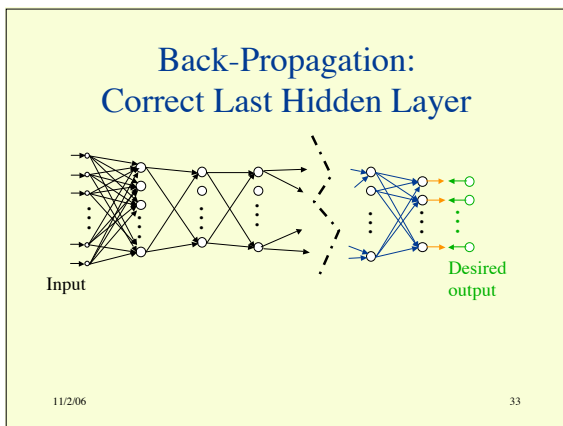 Back-Propagation:
Correct Last Hidden Layer
Input
Desired
output
11/2/06
33